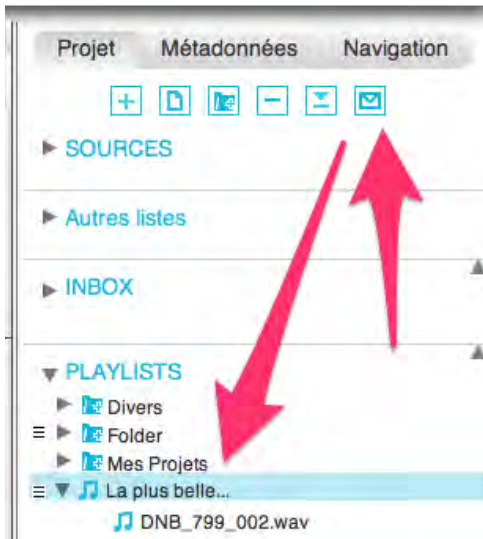 Projet Métadonnées Navigation
SOURCES
Autres listes
INBOX
PLAYLISTS
Divers
Folder
Mes Projets
La plus belle...
DNB_799_002.wav